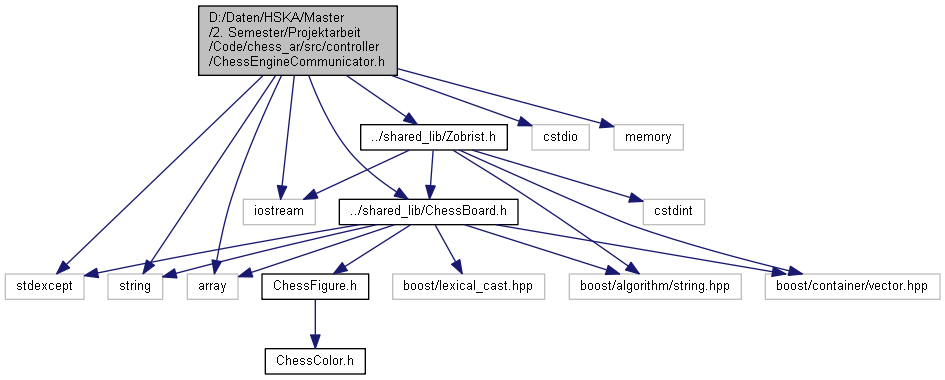 D:/Daten/HSKA/Master
/2. Semester/Projektarbeit
/Code/chess_ar/src/controller
/ChessEngineCommunicator.h
../shared_lib/Zobrist.h
cstdio
memory
iostream
../shared_lib/ChessBoard.h
cstdint
stdexcept
string
array
ChessFigure.h
boost/lexical_cast.hpp
boost/algorithm/string.hpp
boost/container/vector.hpp
ChessColor.h